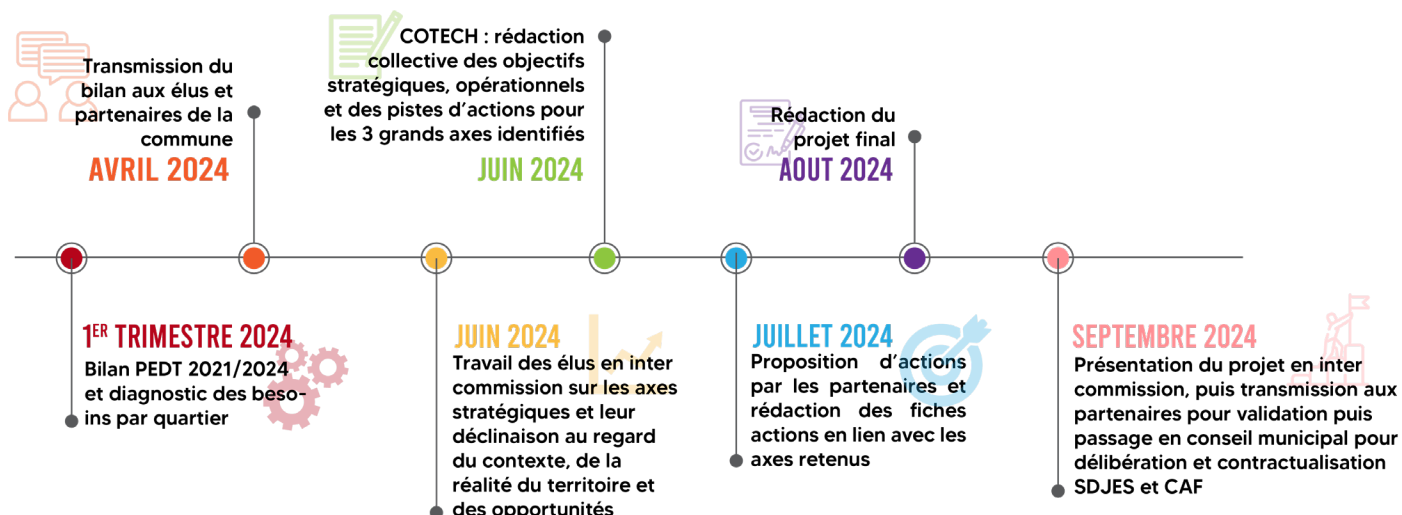 Transmission du
bilan aux élus et
partenaires de la
commune
AVRIL 2024
COTECH : rédaction
collective des objectifs
stratégiques, opérationnels
et des pistes d'actions pour
les 3 grands axes identifiés
JUIN 2024
Rédaction du
projet final
AOUT 2024
1ER TRIMESTRE 2024
Bilan PEDT 2021/2024
et diagnostic des beso-
ins par quartier
JUIN 2024
Travail des élus en inter
commission sur les axes
stratégiques et leur
déclinaison au regard
du contexte, de la
réalité du territoire et
des opportunités
JUILLET 2024
Proposition d'actions
par les partenaires et
rédaction des fiches
actions en lien avec les
axes retenus
SEPTEMBRE 2024
Présentation du projet en inter
commission, puis transmission aux
partenaires pour validation puis
passage en conseil municipal pour
délibération et contractualisation
SDJES et CAF